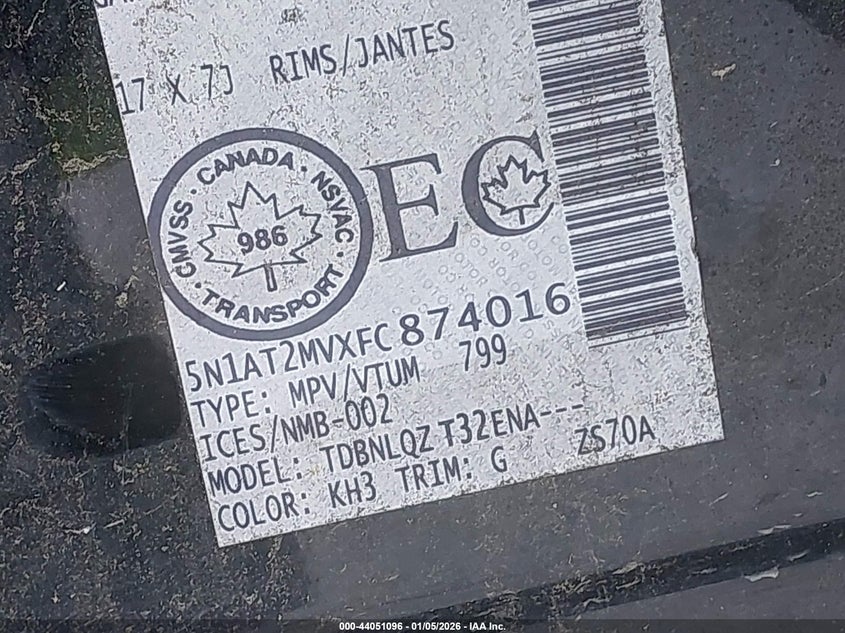 17 X 7J RIMS/JANTES
CMVSS · CANADA · NSVAC · TRANSPORT ·
986
EC
5N1AT2MVXFC874016
TYPE: MPV/VTUM 799
ICES/NMB-002
MODEL: TDBNLQZ T32ENA---
COLOR: KH3 TRIM: G ZS70A
000-44051096 - 01/05/2026 - IAA Inc.